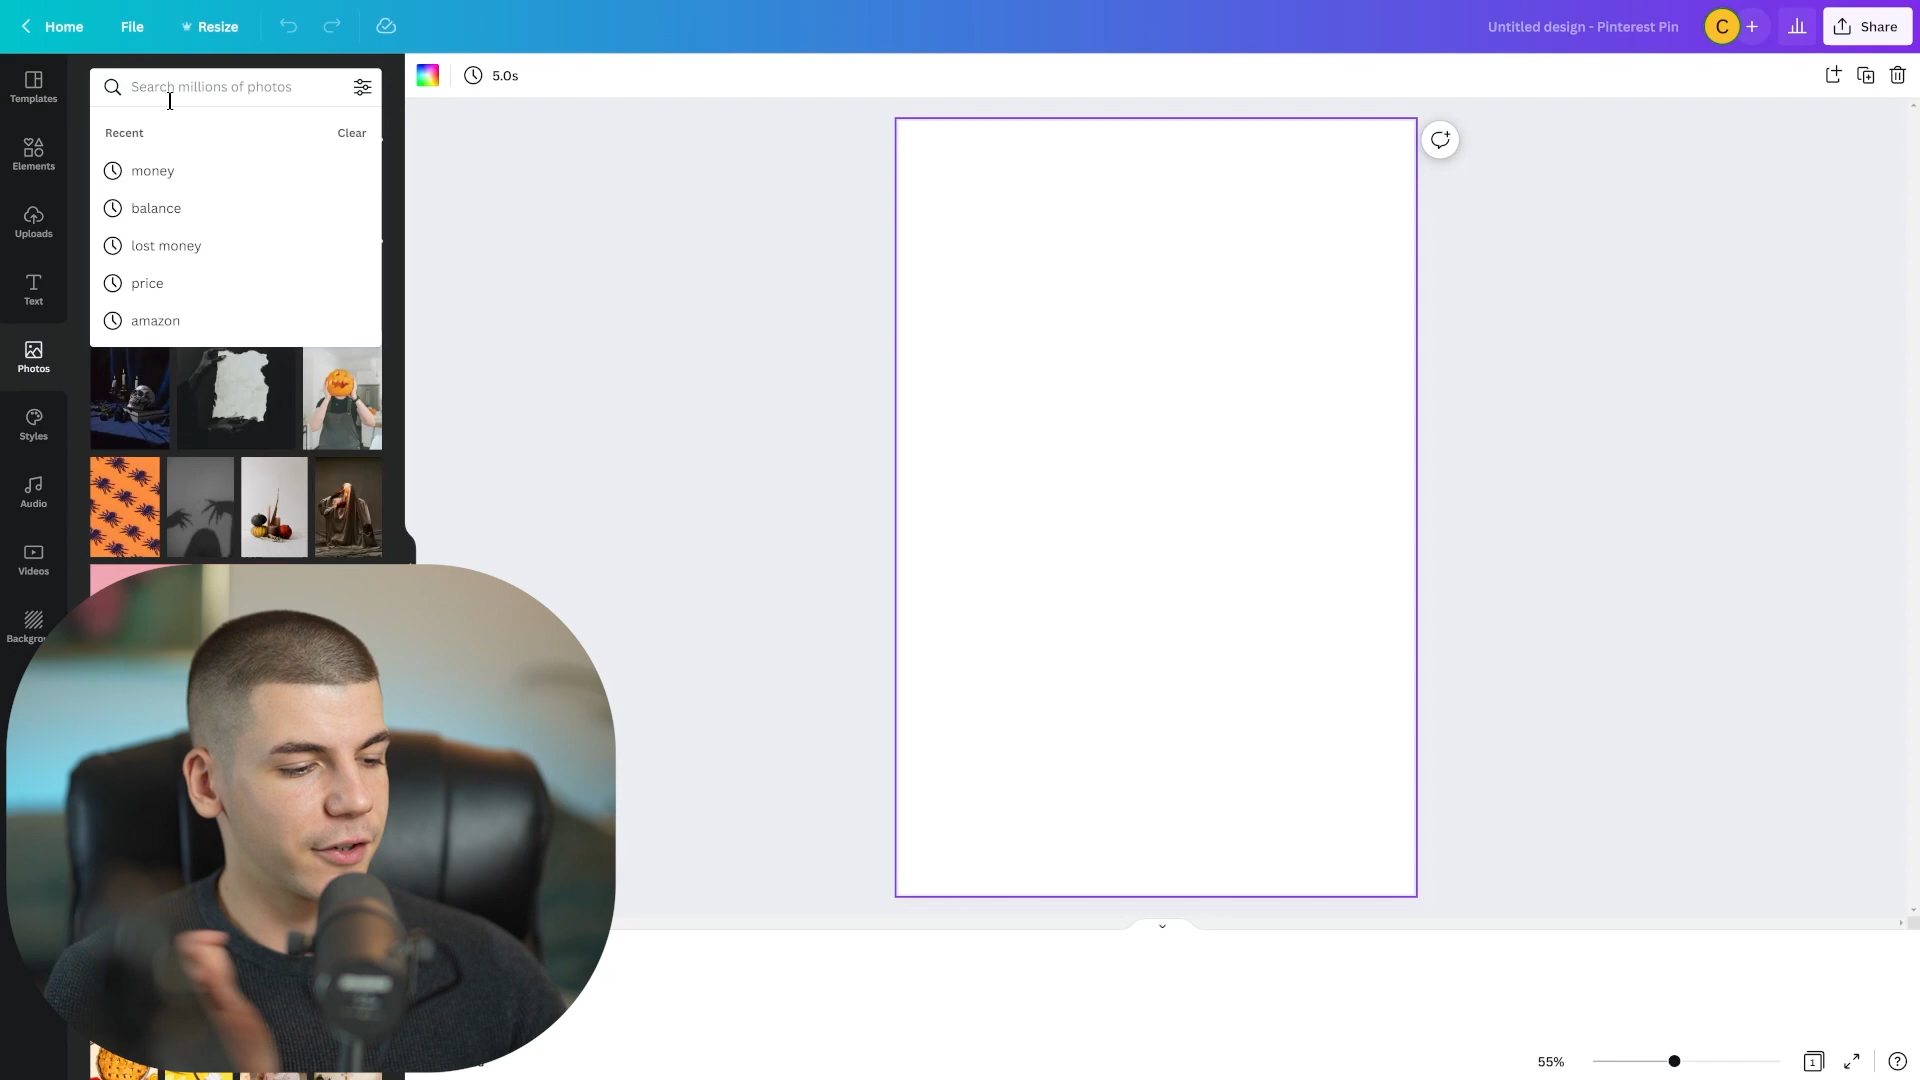 Home
File
Resize
Untitled design - Pinterest Pin
C
Share
Templates
Elements
Uploads
Text
Photos
Styles
Audio
Videos
Search millions of photos
Recent
Clear
money
balance
lost money
price
amazon
5.0s
55%
1
?